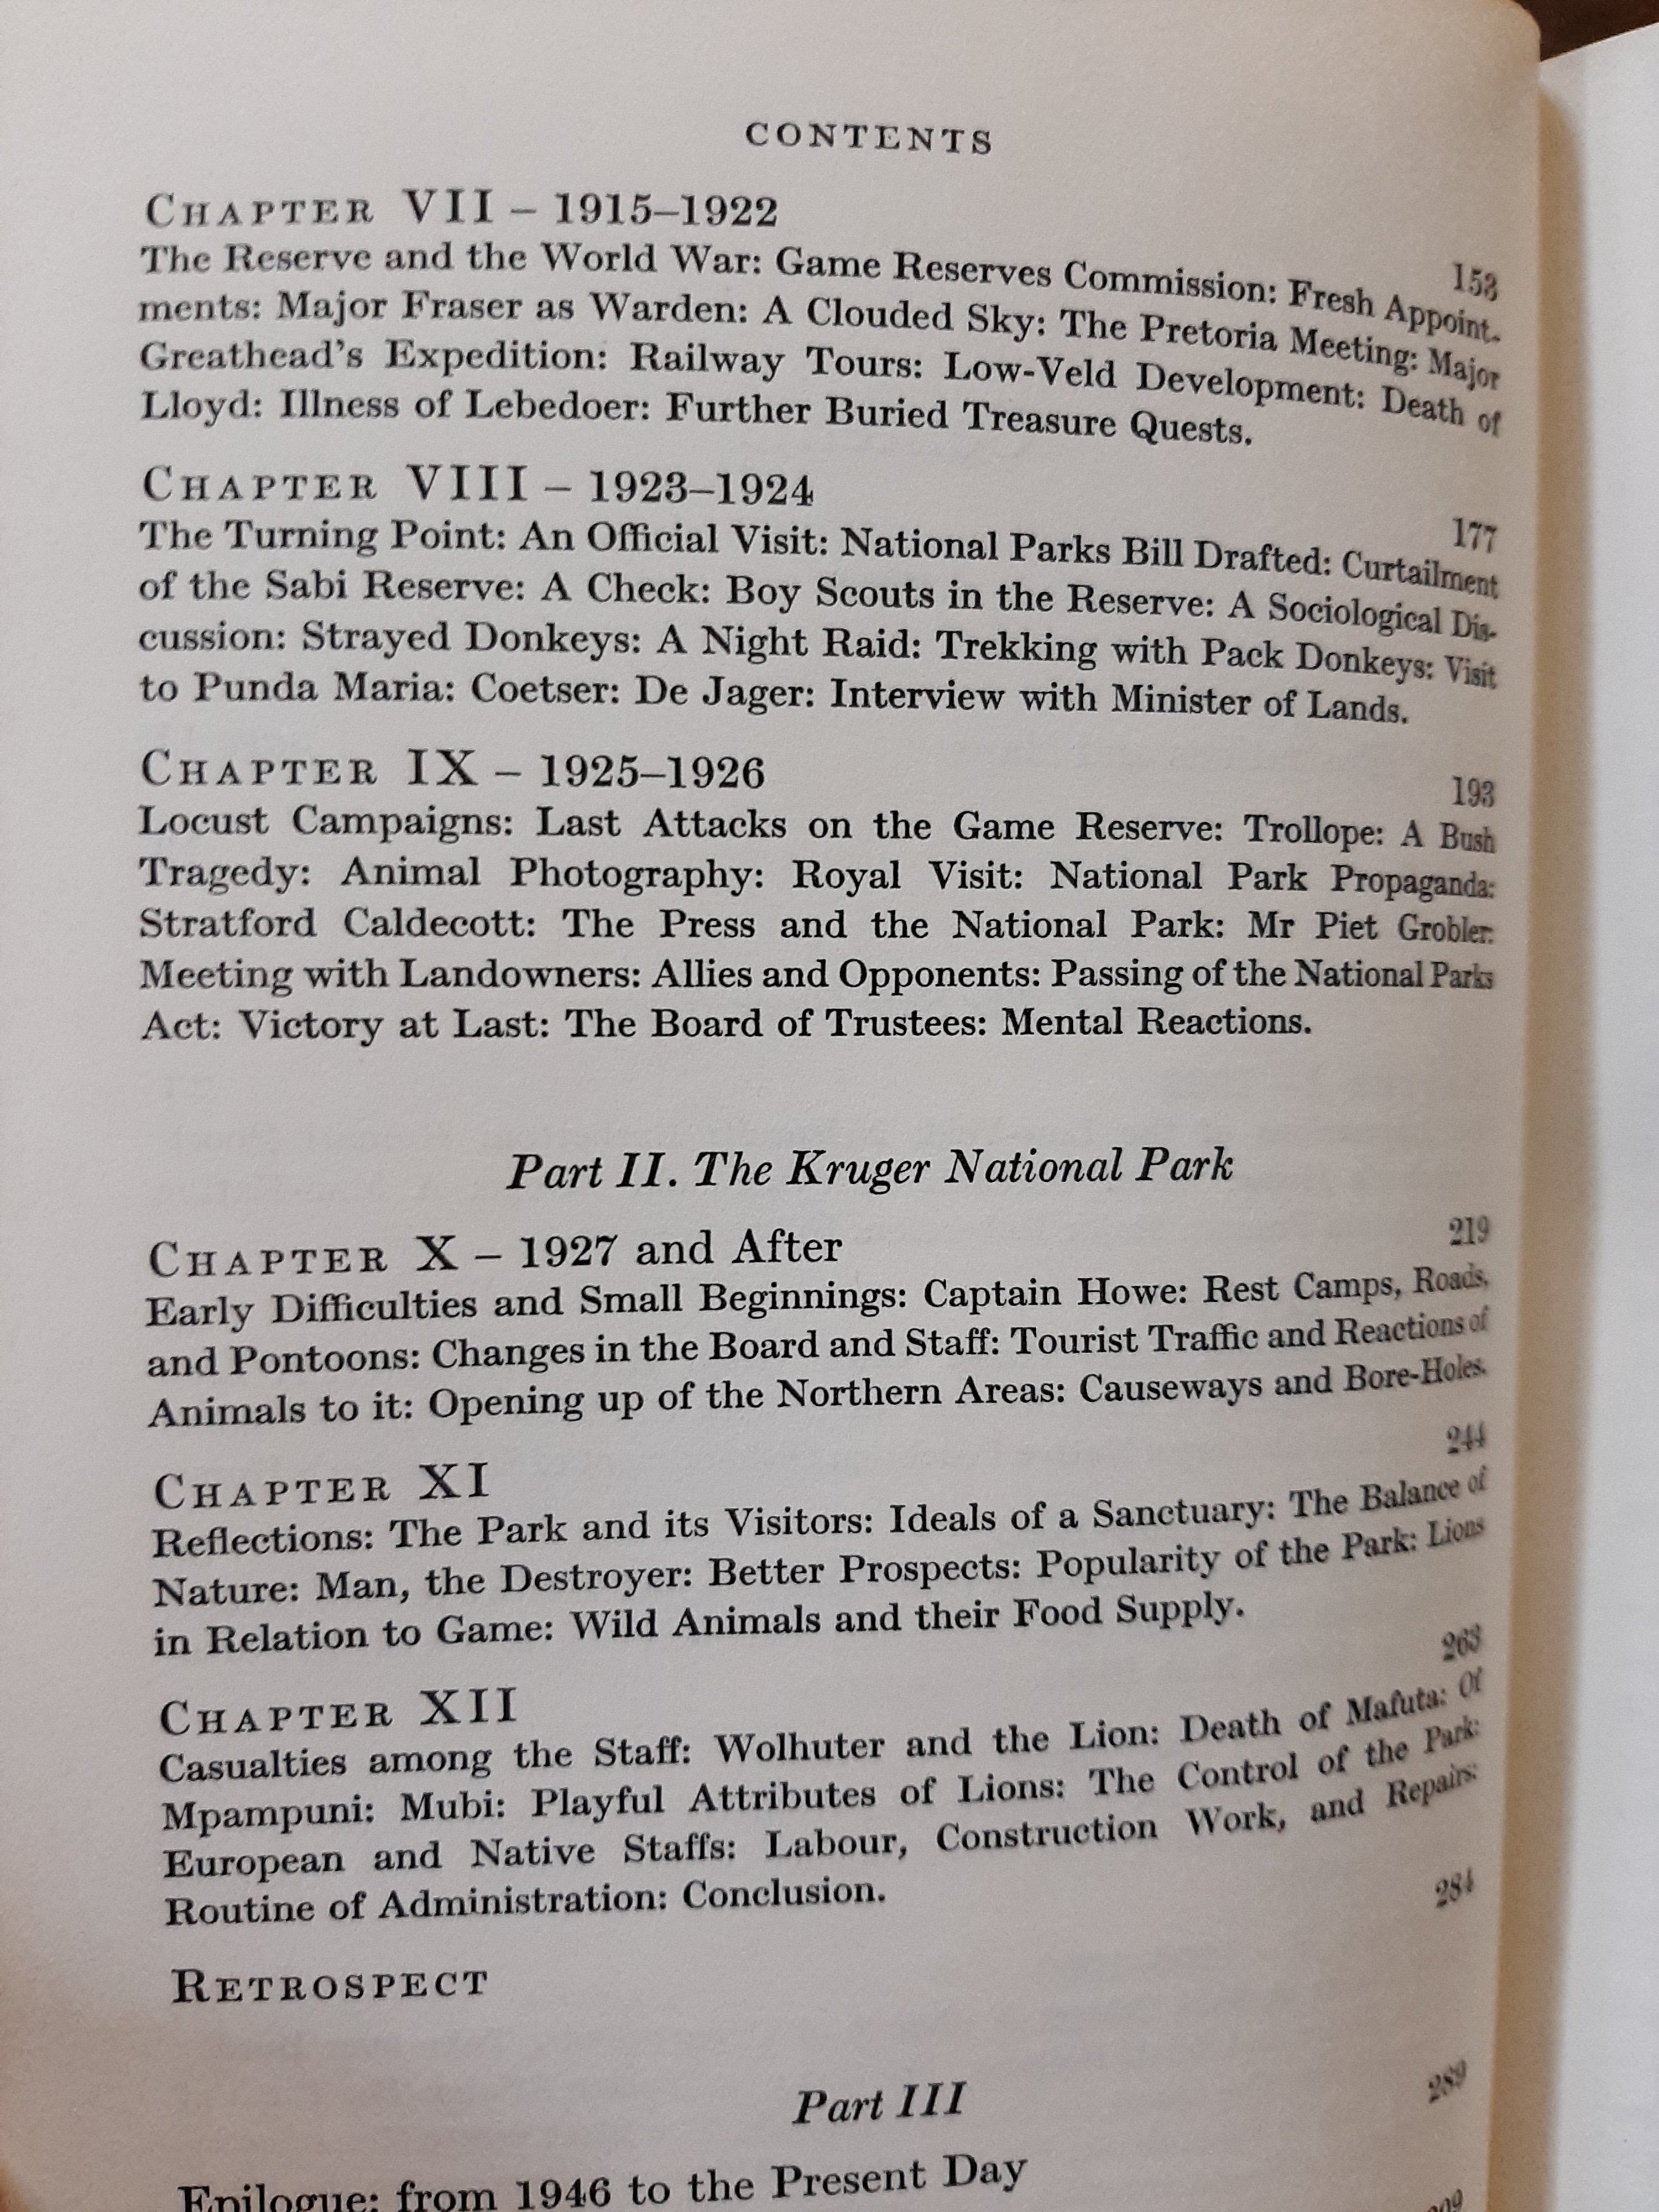 CONTENTS
CHAPTER VII – 1915–1922 153
The Reserve and the World War: Game Reserves Commission: Fresh Appoint-
ments: Major Fraser as Warden: A Clouded Sky: The Pretoria Meeting: Major
Greathead's Expedition: Railway Tours: Low-Veld Development: Death of
Lloyd: Illness of Lebedoer: Further Buried Treasure Quests.
CHAPTER VIII – 1923–1924 177
The Turning Point: An Official Visit: National Parks Bill Drafted: Curtailment
of the Sabi Reserve: A Check: Boy Scouts in the Reserve: A Sociological Dis-
cussion: Strayed Donkeys: A Night Raid: Trekking with Pack Donkeys: Visit
to Punda Maria: Coetser: De Jager: Interview with Minister of Lands.
CHAPTER IX – 1925–1926 193
Locust Campaigns: Last Attacks on the Game Reserve: Trollope: A Bush
Tragedy: Animal Photography: Royal Visit: National Park Propaganda:
Stratford Caldecott: The Press and the National Park: Mr Piet Grobler:
Meeting with Landowners: Allies and Opponents: Passing of the National Parks
Act: Victory at Last: The Board of Trustees: Mental Reactions.
Part II. The Kruger National Park
CHAPTER X – 1927 and After 219
Early Difficulties and Small Beginnings: Captain Howe: Rest Camps, Roads,
and Pontoons: Changes in the Board and Staff: Tourist Traffic and Reactions of
Animals to it: Opening up of the Northern Areas: Causeways and Bore-Holes.
CHAPTER XI 244
Reflections: The Park and its Visitors: Ideals of a Sanctuary: The Balance of
Nature: Man, the Destroyer: Better Prospects: Popularity of the Park: Lions
in Relation to Game: Wild Animals and their Food Supply.
CHAPTER XII 263
Casualties among the Staff: Wolhuter and the Lion: Death of Mafuta: Of
Mpampuni: Mubi: Playful Attributes of Lions: The Control of the Park:
European and Native Staffs: Labour, Construction Work, and Repairs:
Routine of Administration: Conclusion.
RETROSPECT 284
Part III
Epilogue: from 1946 to the Present Day 289